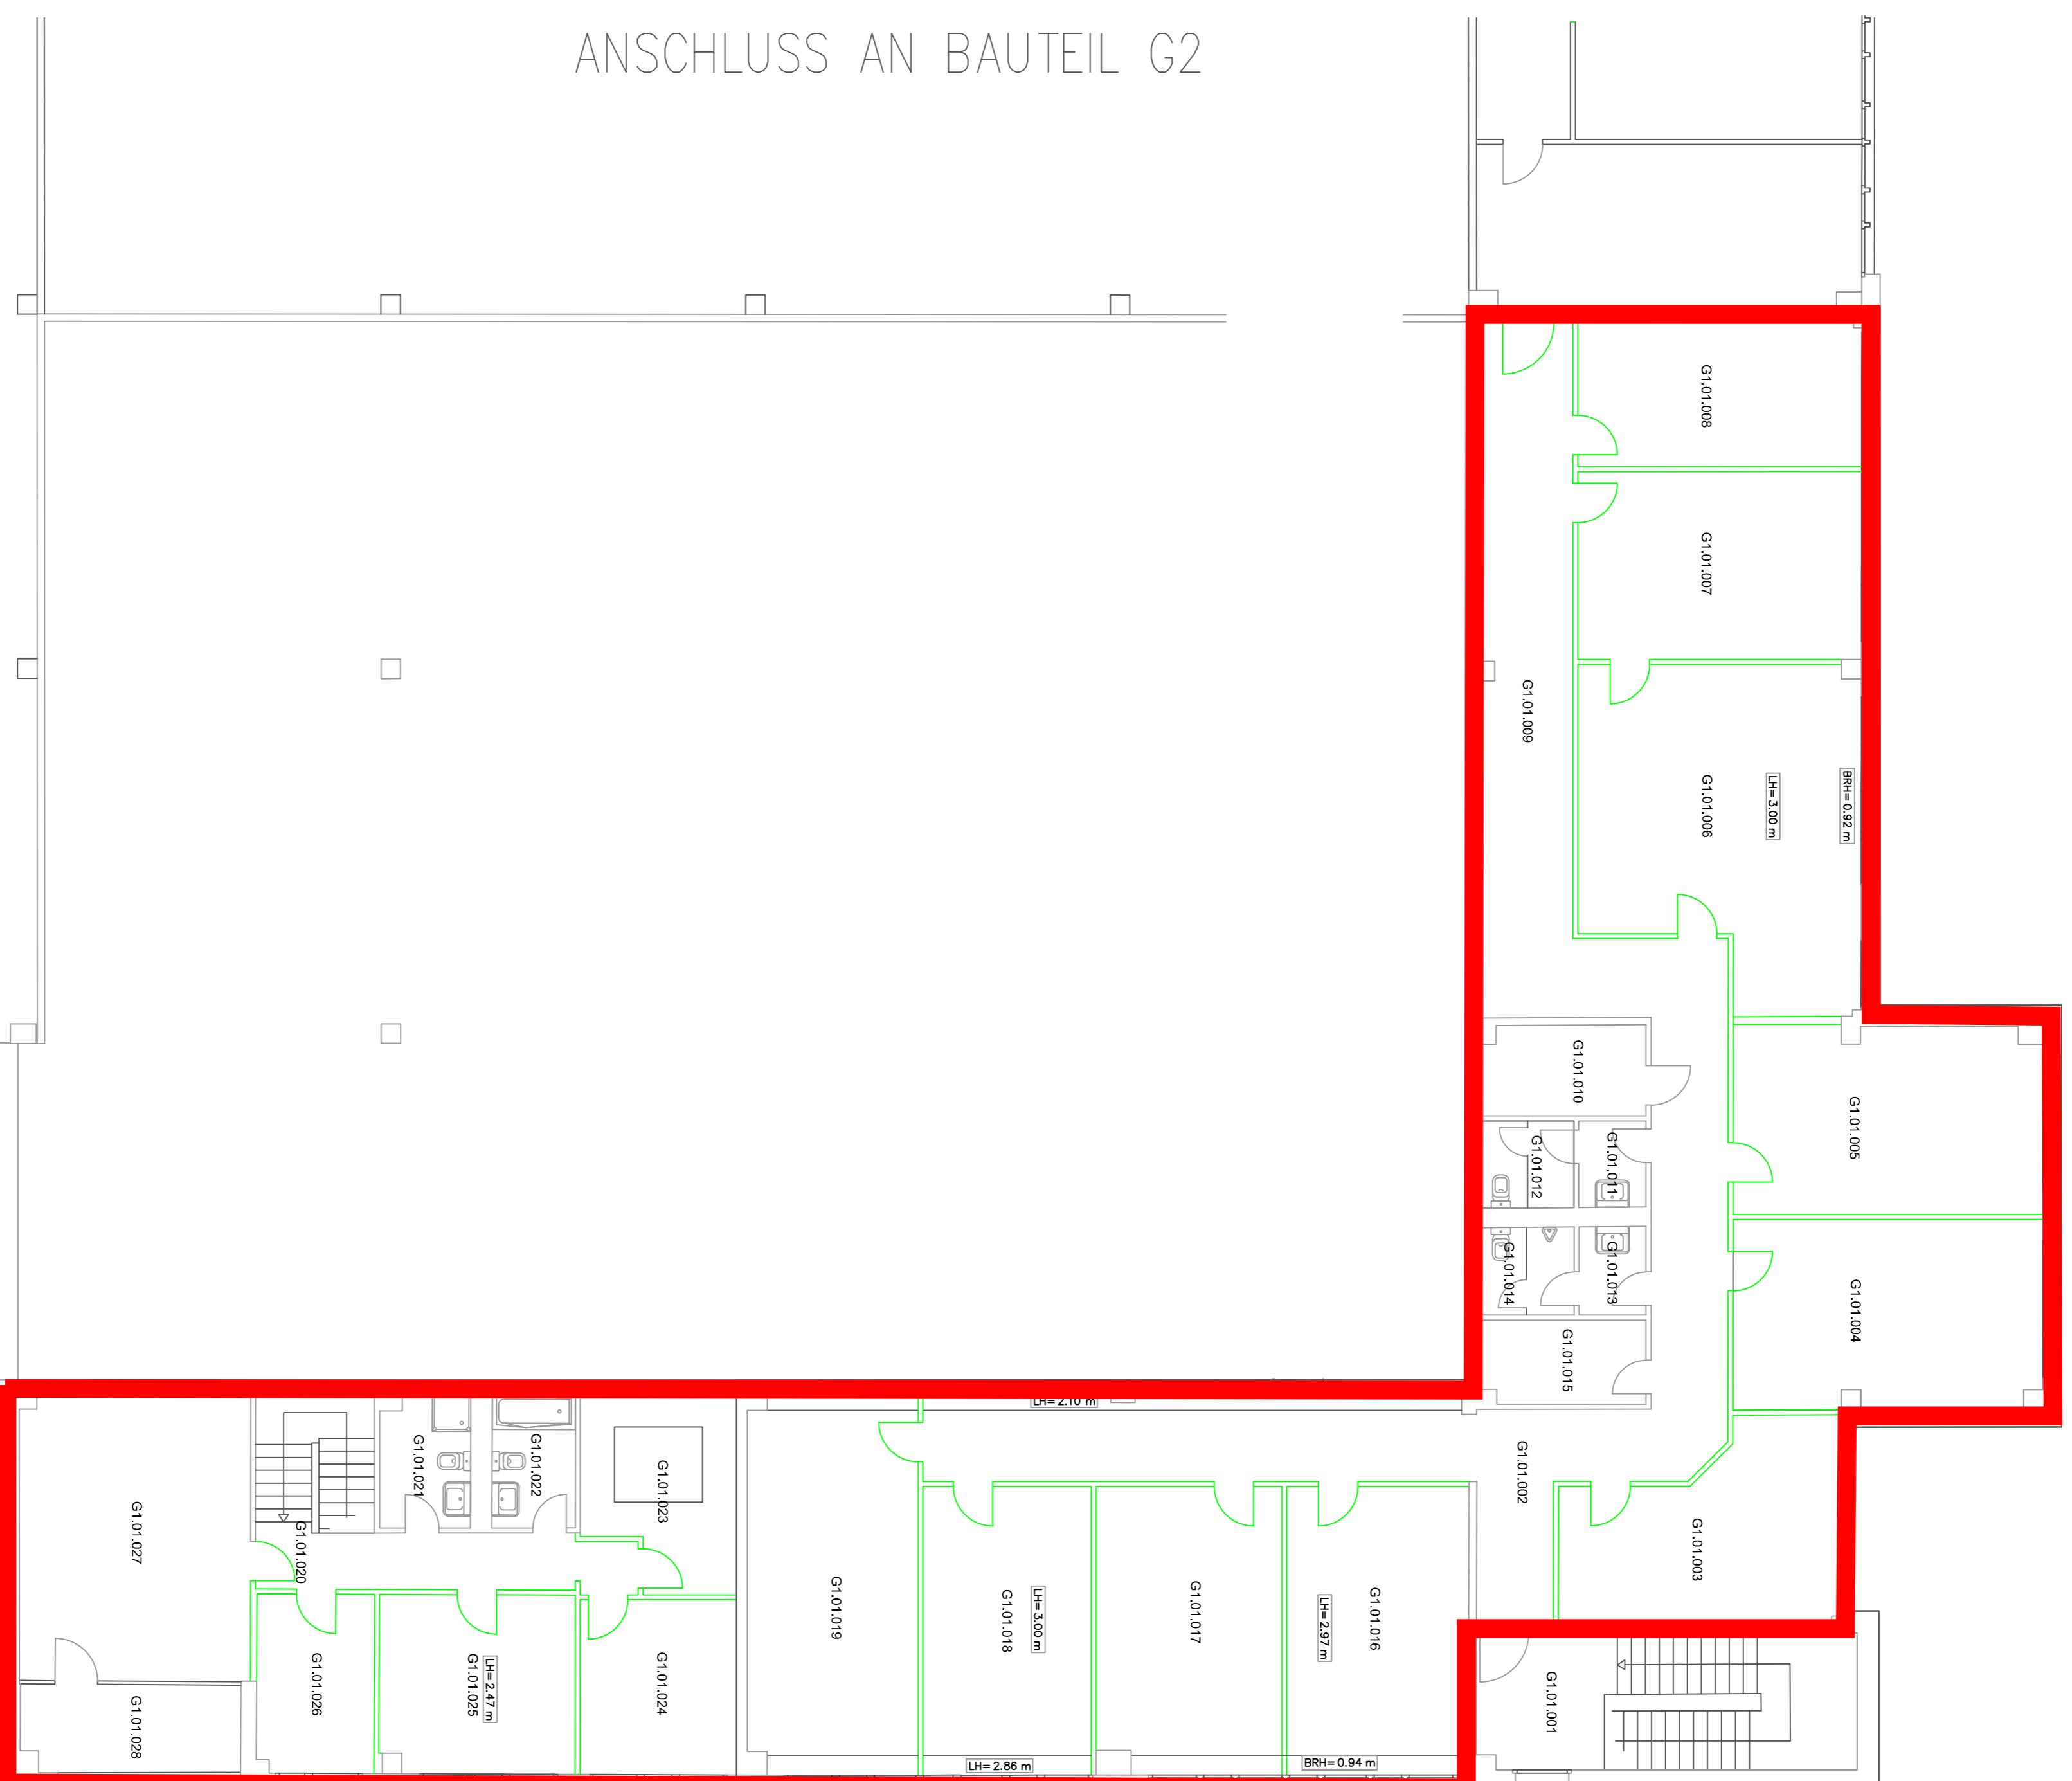 ANSCHLUSS AN BAUTEIL G2
G1.01.008
G1.01.007
G1.01.009
G1.01.006
LH= 3.00 m
BRH= 0.92 m
G1.01.010
G1.01.005
G1.01.012
G1.01.011
G1.01.014
G1.01.013
G1.01.004
G1.01.015
LH= 2.10 m
G1.01.002
G1.01.003
G1.01.021
G1.01.022
G1.01.023
G1.01.027
G1.01.020
G1.01.019
G1.01.018
LH= 3.00 m
G1.01.017
LH= 2.97 m
G1.01.016
G1.01.001
G1.01.028
G1.01.026
G1.01.025
LH= 2.47 m
G1.01.024
LH= 2.86 m
BRH= 0.94 m